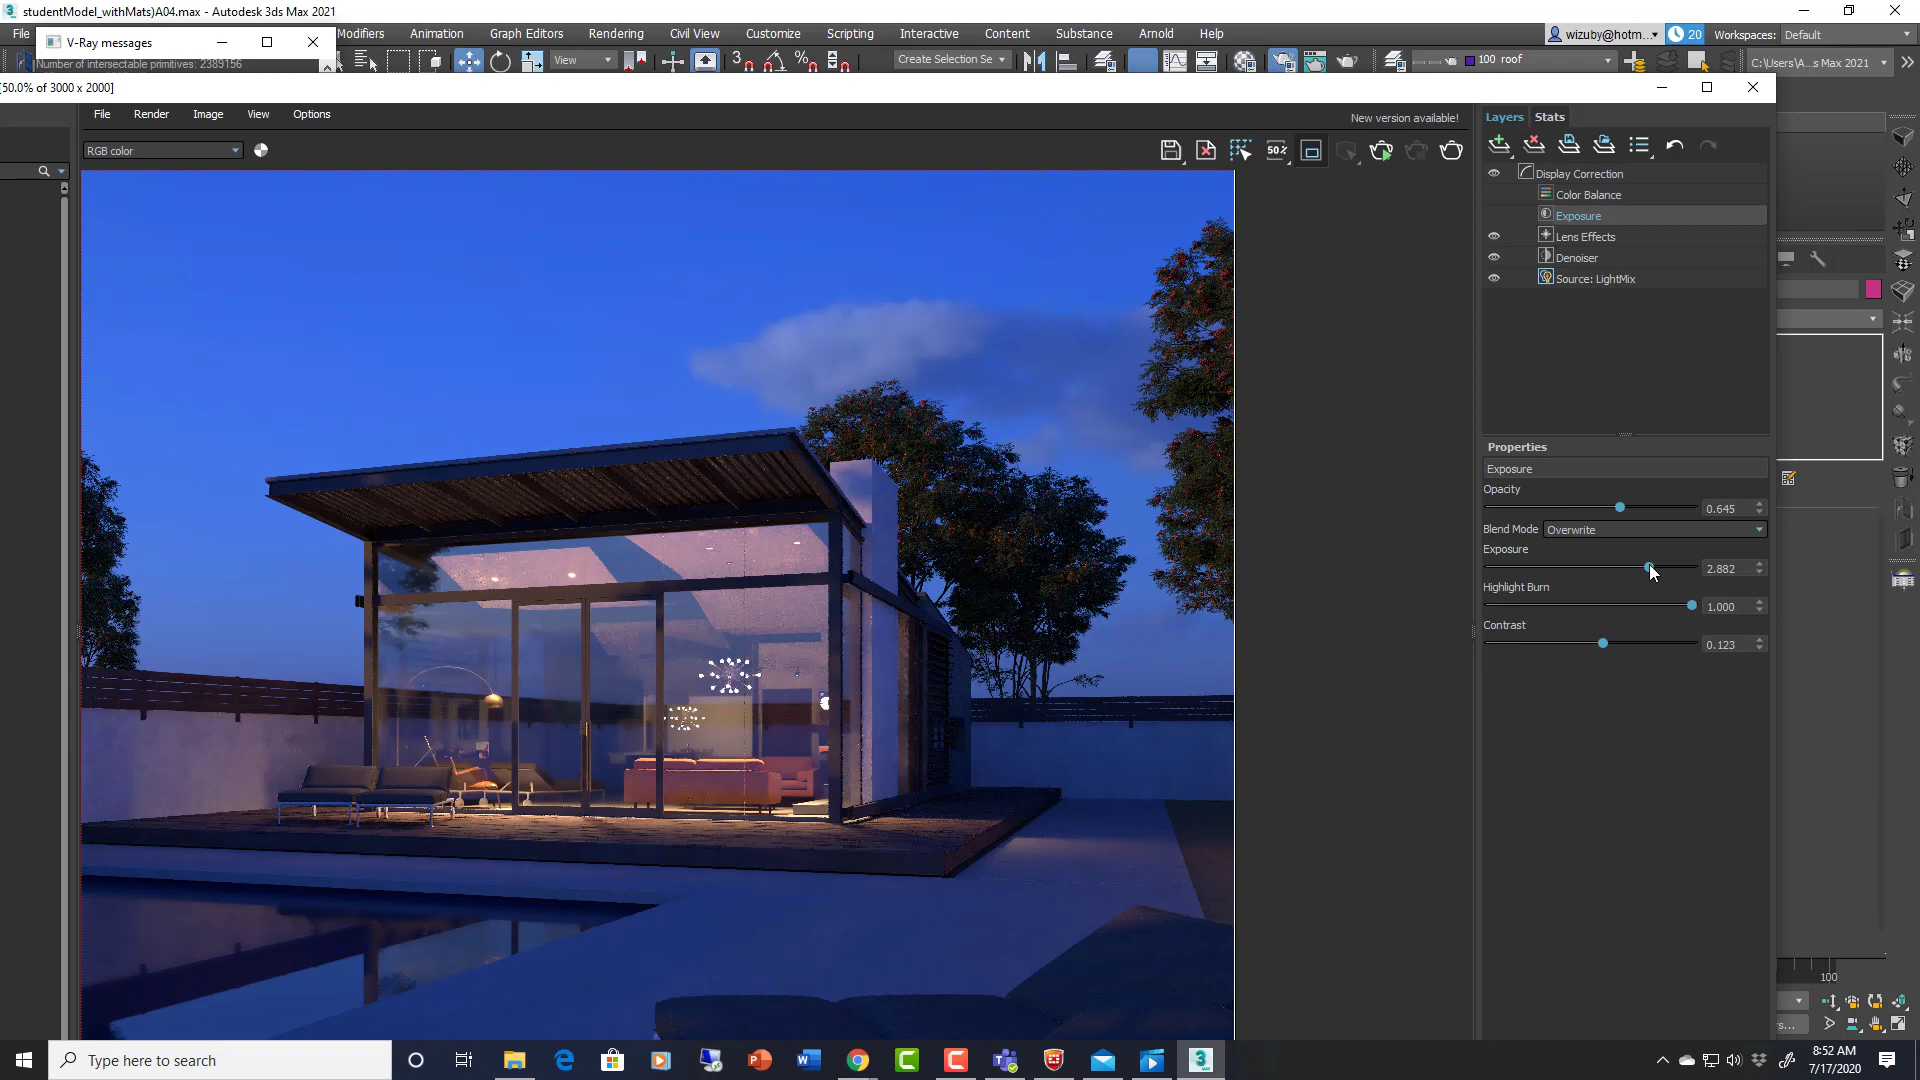 studentModel_withMats)A04.max - Autodesk 3ds Max 2021
File
V-Ray messages
Modifiers
Animation
Graph Editors
Rendering
Civil View
Customize
Scripting
Interactive
Content
Substance
Arnold
Help
wizuby@hotm...
20
Workspaces:
Default
Number of intersectable primitives: 2389156
View
3
Create Selection Se
100 roof
C:\Users\A...s Max 2021
[50.0% of 3000 x 2000]
File
Render
Image
View
Options
New version available!
Layers
Stats
RGB color
50%
Display Correction
Color Balance
Exposure
Lens Effects
Denoiser
Source: LightMix
Properties
Exposure
Opacity
0.645
Blend Mode
Overwrite
Exposure
2.882
Highlight Burn
1.000
Contrast
0.123
100
s...
Type here to search
8:52 AM
7/17/2020